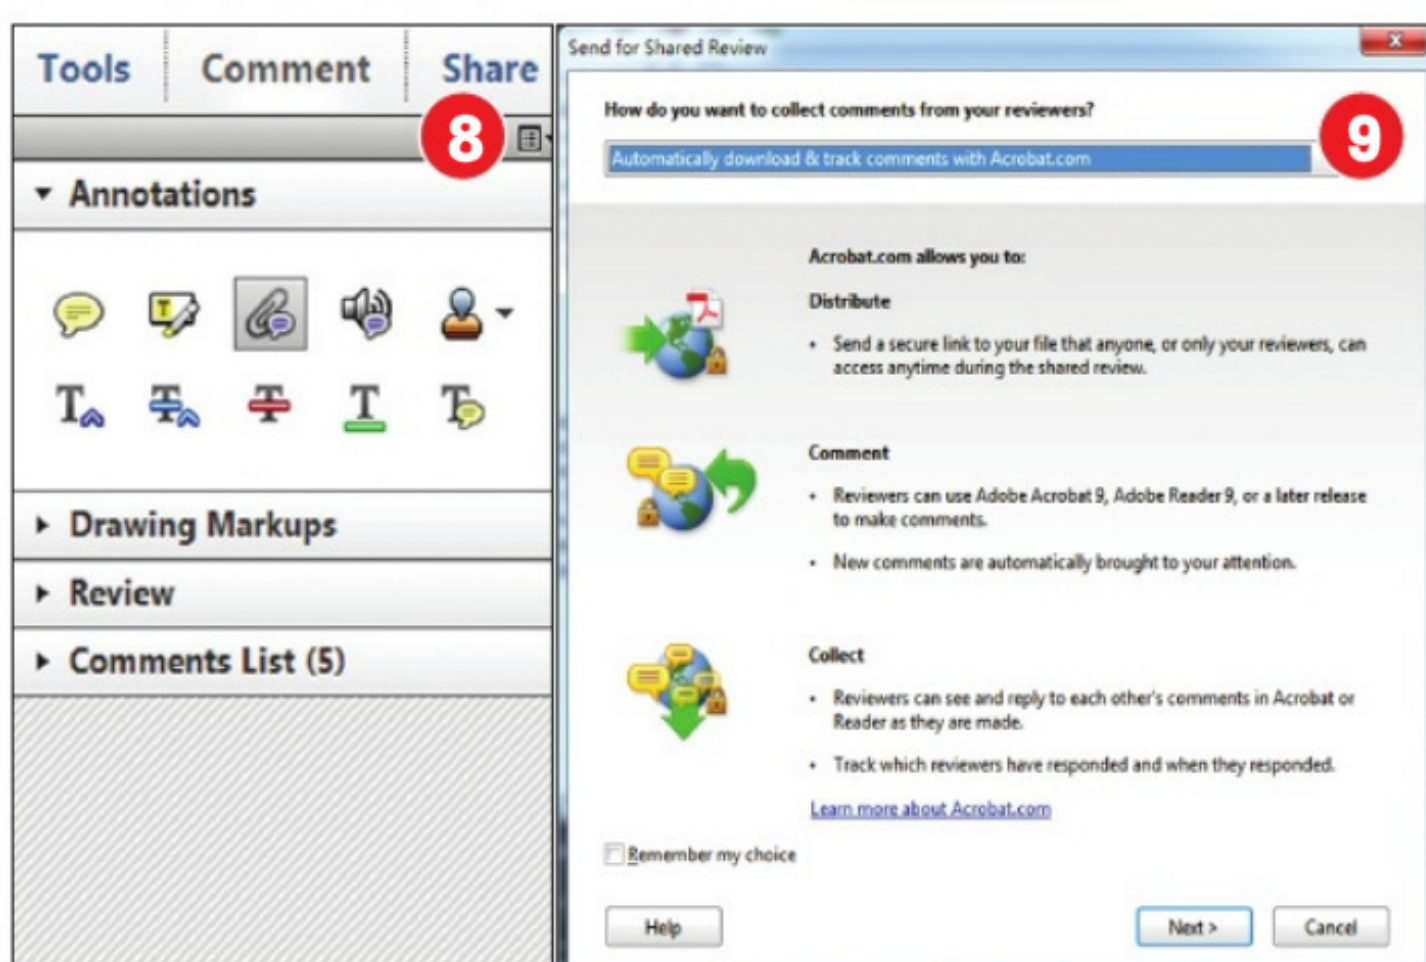 Tools Comment Share
8
Annotations
T
T T T T T
Drawing Markups
Review
Comments List (5)
Send for Shared Review
x
How do you want to collect comments from your reviewers?
9
Automatically download & track comments with Acrobat.com
Acrobat.com allows you to:
Distribute
• Send a secure link to your file that anyone, or only your reviewers, can
access anytime during the shared review.
Comment
• Reviewers can use Adobe Acrobat 9, Adobe Reader 9, or a later release
to make comments.
• New comments are automatically brought to your attention.
Collect
• Reviewers can see and reply to each other's comments in Acrobat or
Reader as they are made.
• Track which reviewers have responded and when they responded.
Learn more about Acrobat.com
Remember my choice
Help Next > Cancel